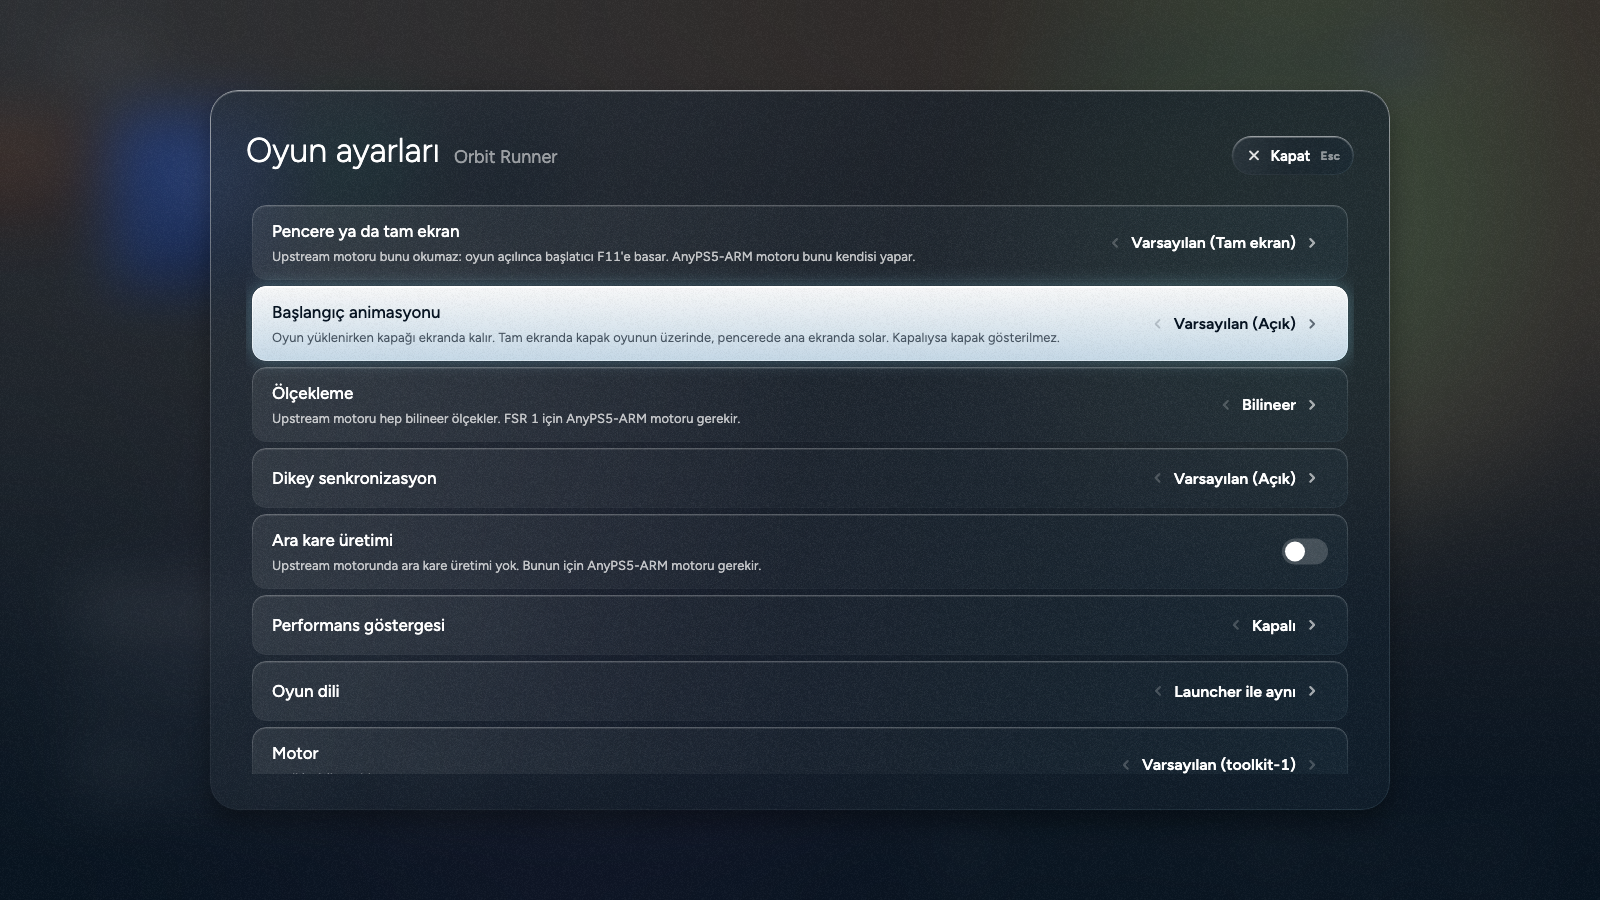 Oyun ayarları Orbit Runner
Kapat Esc
Pencere ya da tam ekran
Upstream motoru bunu okumaz: oyun açılınca başlatıcı F11'e basar. AnyPS5-ARM motoru bunu kendisi yapar.
Varsayılan (Tam ekran)
Başlangıç animasyonu
Oyun yüklenirken kapağı ekranda kalır. Tam ekranda kapak oyunun üzerinde, pencerede ana ekranda solar. Kapalıysa kapak gösterilmez.
Varsayılan (Açık)
Ölçekleme
Upstream motoru hep bilineer ölçekler. FSR 1 için AnyPS5-ARM motoru gerekir.
Bilineer
Dikey senkronizasyon
Varsayılan (Açık)
Ara kare üretimi
Upstream motorunda ara kare üretimi yok. Bunun için AnyPS5-ARM motoru gerekir.
Performans göstergesi
Kapalı
Oyun dili
Launcher ile aynı
Motor
Varsayılan (toolkit-1)